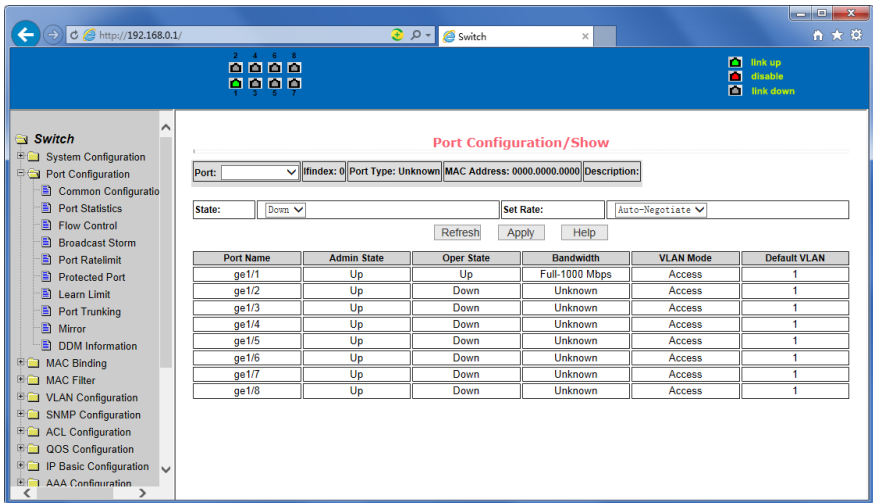 http://192.168.0.1/
Switch
2 4 6 8
1 3 5 7
link up
disable
link down
Switch
System Configuration
Port Configuration
Common Configuratio
Port Statistics
Flow Control
Broadcast Storm
Port Ratelimit
Protected Port
Learn Limit
Port Trunking
Mirror
DDM Information
MAC Binding
MAC Filter
VLAN Configuration
SNMP Configuration
ACL Configuration
QOS Configuration
IP Basic Configuration
AAA Configuration
Port Configuration/Show
Port: Ifindex: 0 Port Type: Unknown MAC Address: 0000.0000.0000 Description:
State: Down Set Rate: Auto-Negotiate
Refresh Apply Help
Port Name Admin State Oper State Bandwidth VLAN Mode Default VLAN
ge1/1 Up Up Full-1000 Mbps Access 1
ge1/2 Up Down Unknown Access 1
ge1/3 Up Down Unknown Access 1
ge1/4 Up Down Unknown Access 1
ge1/5 Up Down Unknown Access 1
ge1/6 Up Down Unknown Access 1
ge1/7 Up Down Unknown Access 1
ge1/8 Up Down Unknown Access 1